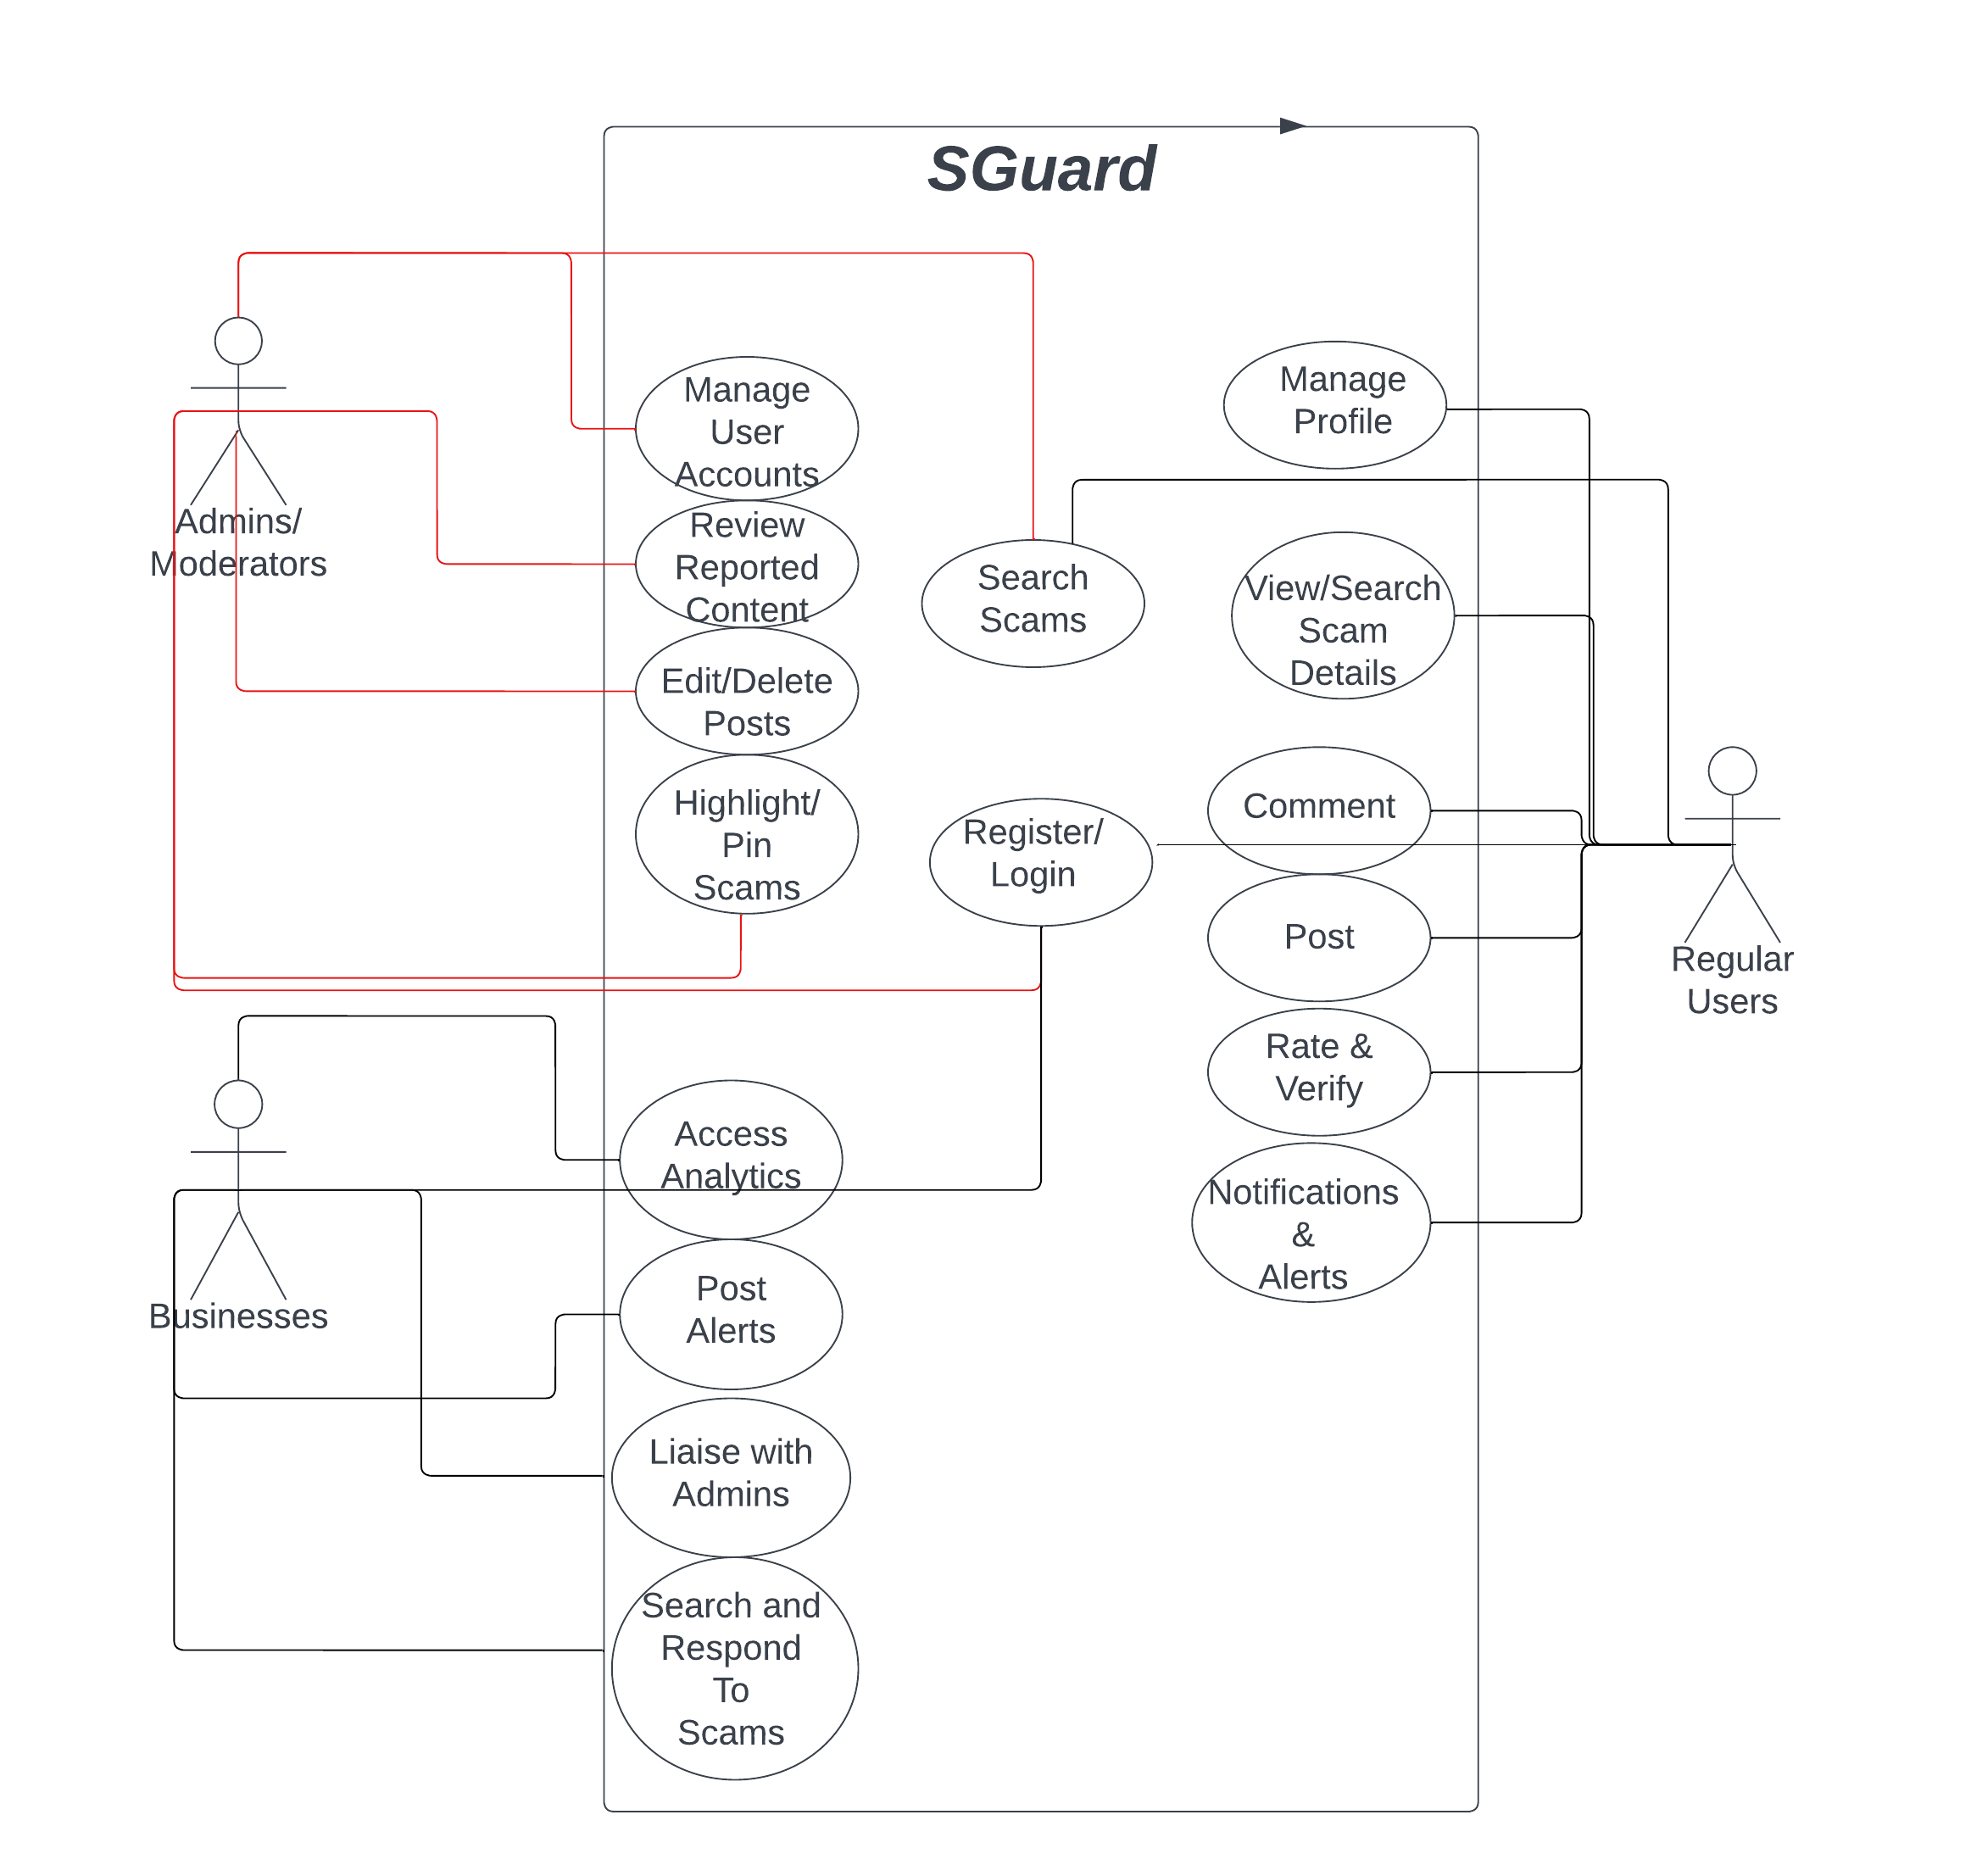 SGuard
Admins/
Moderators
Manage
User
Accounts
Review
Reported
Content
Edit/Delete
Posts
Highlight/
Pin
Scams
Search
Scams
Register/
Login
Manage
Profile
View/Search
Scam
Details
Comment
Post
Rate &
Verify
Notifications
&
Alerts
Regular
Users
Businesses
Access
Analytics
Post
Alerts
Liaise with
Admins
Search and
Respond
To
Scams